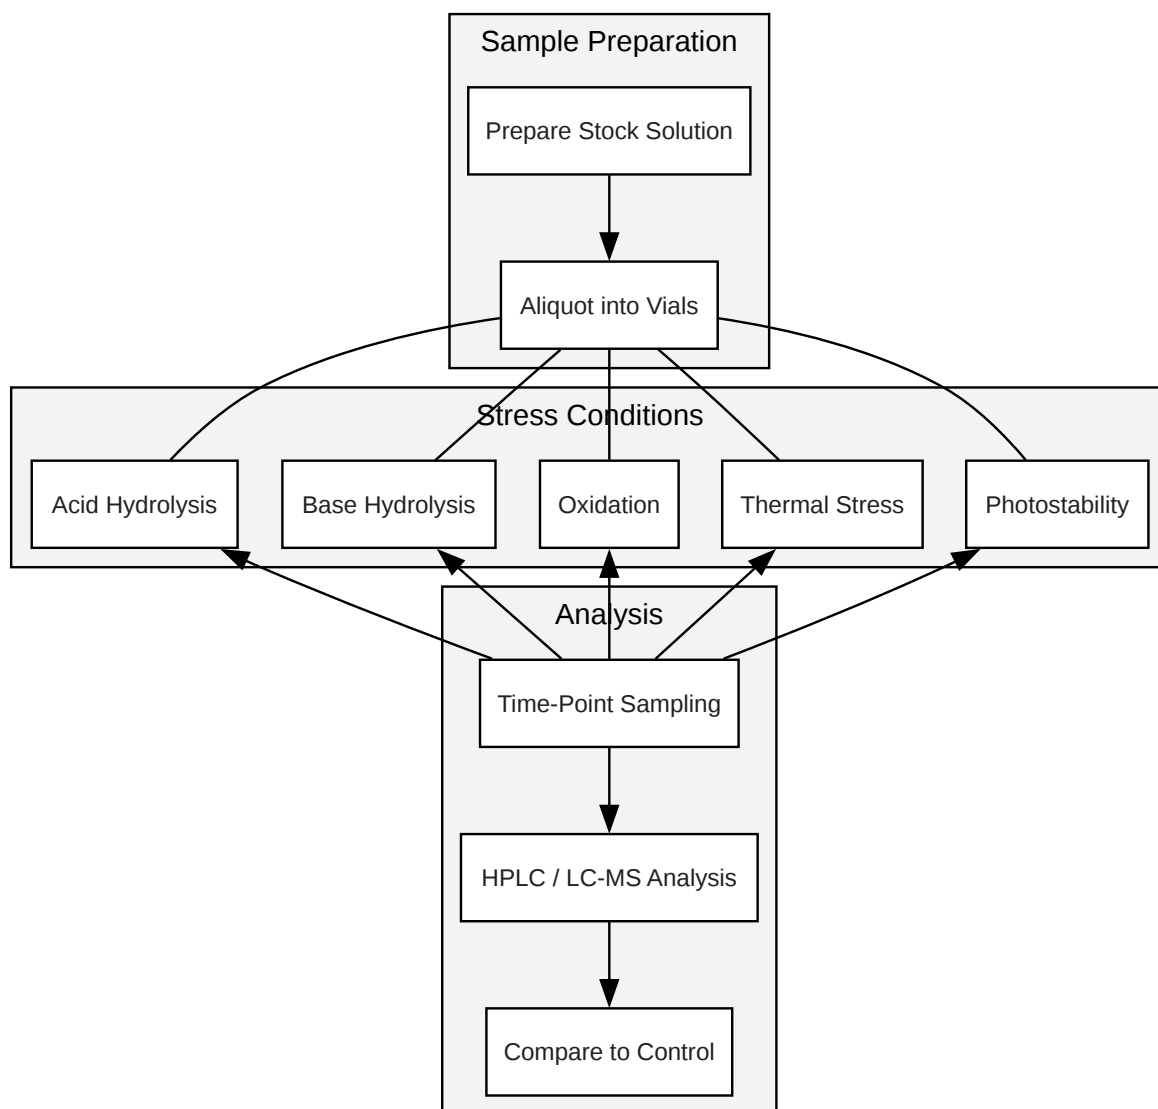 Sample Preparation
Prepare Stock Solution
Aliquot into Vials
Stress Conditions
Acid Hydrolysis
Base Hydrolysis
Oxidation
Thermal Stress
Photostability
Analysis
Time-Point Sampling
HPLC / LC-MS Analysis
Compare to Control